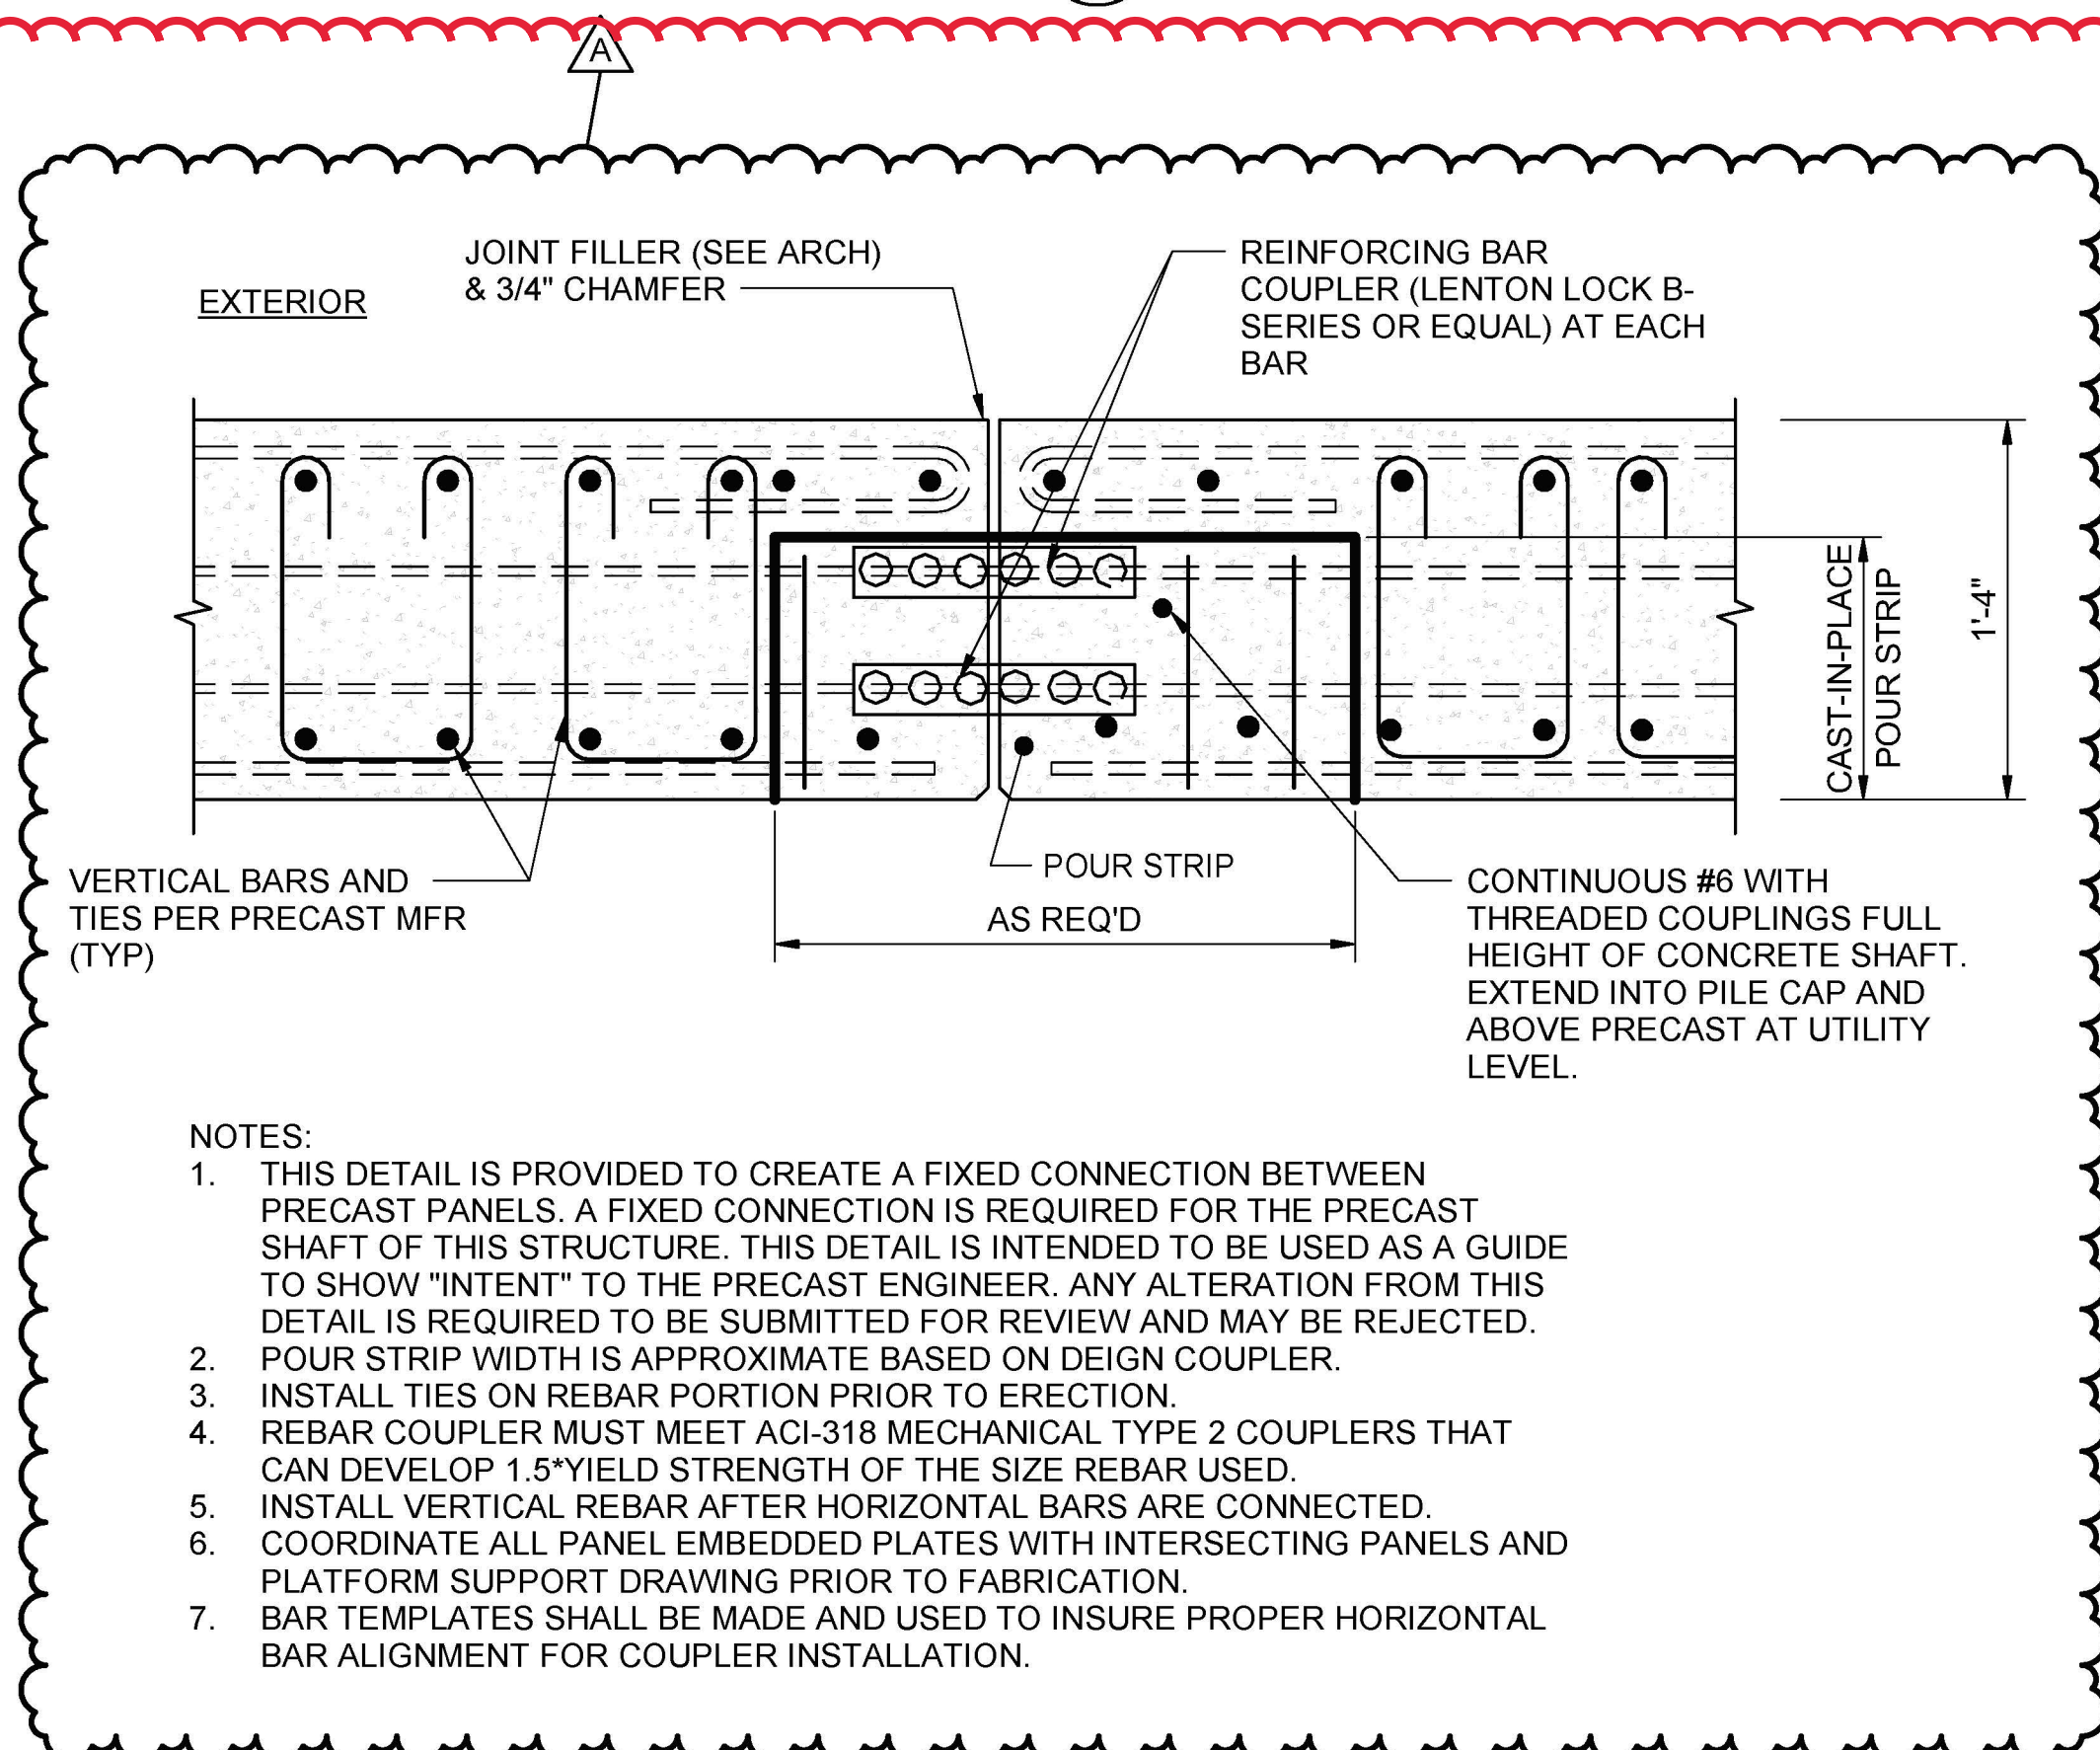 A
EXTERIOR
JOINT FILLER (SEE ARCH)
& 3/4" CHAMFER
REINFORCING BAR
COUPLER (LENTON LOCK B-
SERIES OR EQUAL) AT EACH
BAR
CAST-IN-PLACE
POUR STRIP
1'-4"
VERTICAL BARS AND
TIES PER PRECAST MFR
(TYP)
POUR STRIP
AS REQ'D
CONTINUOUS #6 WITH
THREADED COUPLINGS FULL
HEIGHT OF CONCRETE SHAFT.
EXTEND INTO PILE CAP AND
ABOVE PRECAST AT UTILITY
LEVEL.
NOTES:
1. THIS DETAIL IS PROVIDED TO CREATE A FIXED CONNECTION BETWEEN
PRECAST PANELS. A FIXED CONNECTION IS REQUIRED FOR THE PRECAST
SHAFT OF THIS STRUCTURE. THIS DETAIL IS INTENDED TO BE USED AS A GUIDE
TO SHOW "INTENT" TO THE PRECAST ENGINEER. ANY ALTERATION FROM THIS
DETAIL IS REQUIRED TO BE SUBMITTED FOR REVIEW AND MAY BE REJECTED.
2. POUR STRIP WIDTH IS APPROXIMATE BASED ON DEIGN COUPLER.
3. INSTALL TIES ON REBAR PORTION PRIOR TO ERECTION.
4. REBAR COUPLER MUST MEET ACI-318 MECHANICAL TYPE 2 COUPLERS THAT
CAN DEVELOP 1.5*YIELD STRENGTH OF THE SIZE REBAR USED.
5. INSTALL VERTICAL REBAR AFTER HORIZONTAL BARS ARE CONNECTED.
6. COORDINATE ALL PANEL EMBEDDED PLATES WITH INTERSECTING PANELS AND
PLATFORM SUPPORT DRAWING PRIOR TO FABRICATION.
7. BAR TEMPLATES SHALL BE MADE AND USED TO INSURE PROPER HORIZONTAL
BAR ALIGNMENT FOR COUPLER INSTALLATION.